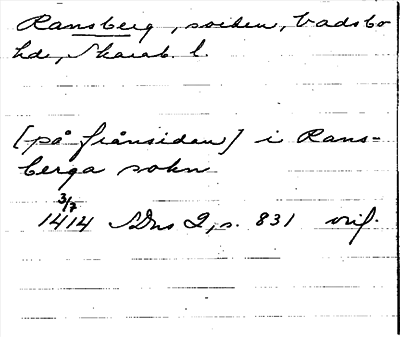 Ransberg, socken, Vadsbo
hd, Skarab. l.
[på frånsidan] i Rans-
berga sokn
3/7
1414 SDns 2, s. 831 orig.